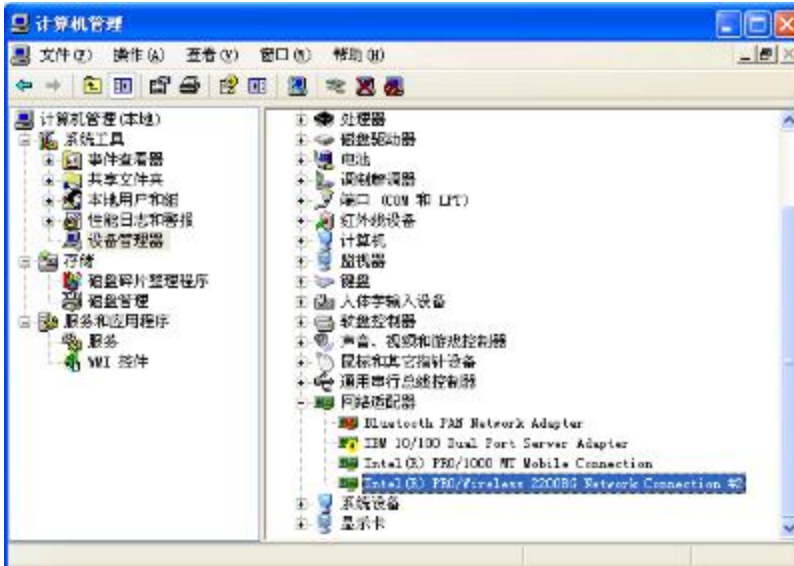 计算机管理
文件(F) 操作(A) 查看(V) 窗口(W) 帮助(H)
计算机管理(本地)
系统工具
事件查看器
共享文件夹
本地用户和组
性能日志和警报
设备管理器
存储
磁盘碎片整理程序
磁盘管理
服务和应用程序
服务
WMI 控件
处理器
磁盘驱动器
电池
调制解调器
端口 (COM 和 LPT)
红外线设备
计算机
监视器
键盘
人体学输入设备
软盘控制器
声音、视频和游戏控制器
鼠标和其它指针设备
通用串行总线控制器
网络适配器
Bluetooth PAN Network Adapter
IBM 10/100 Dual Port Server Adapter
Intel(R) PRO/1000 MT Mobile Connection
Intel(R) PRO/Wireless 2200BG Network Connection #2
系统设备
显示卡